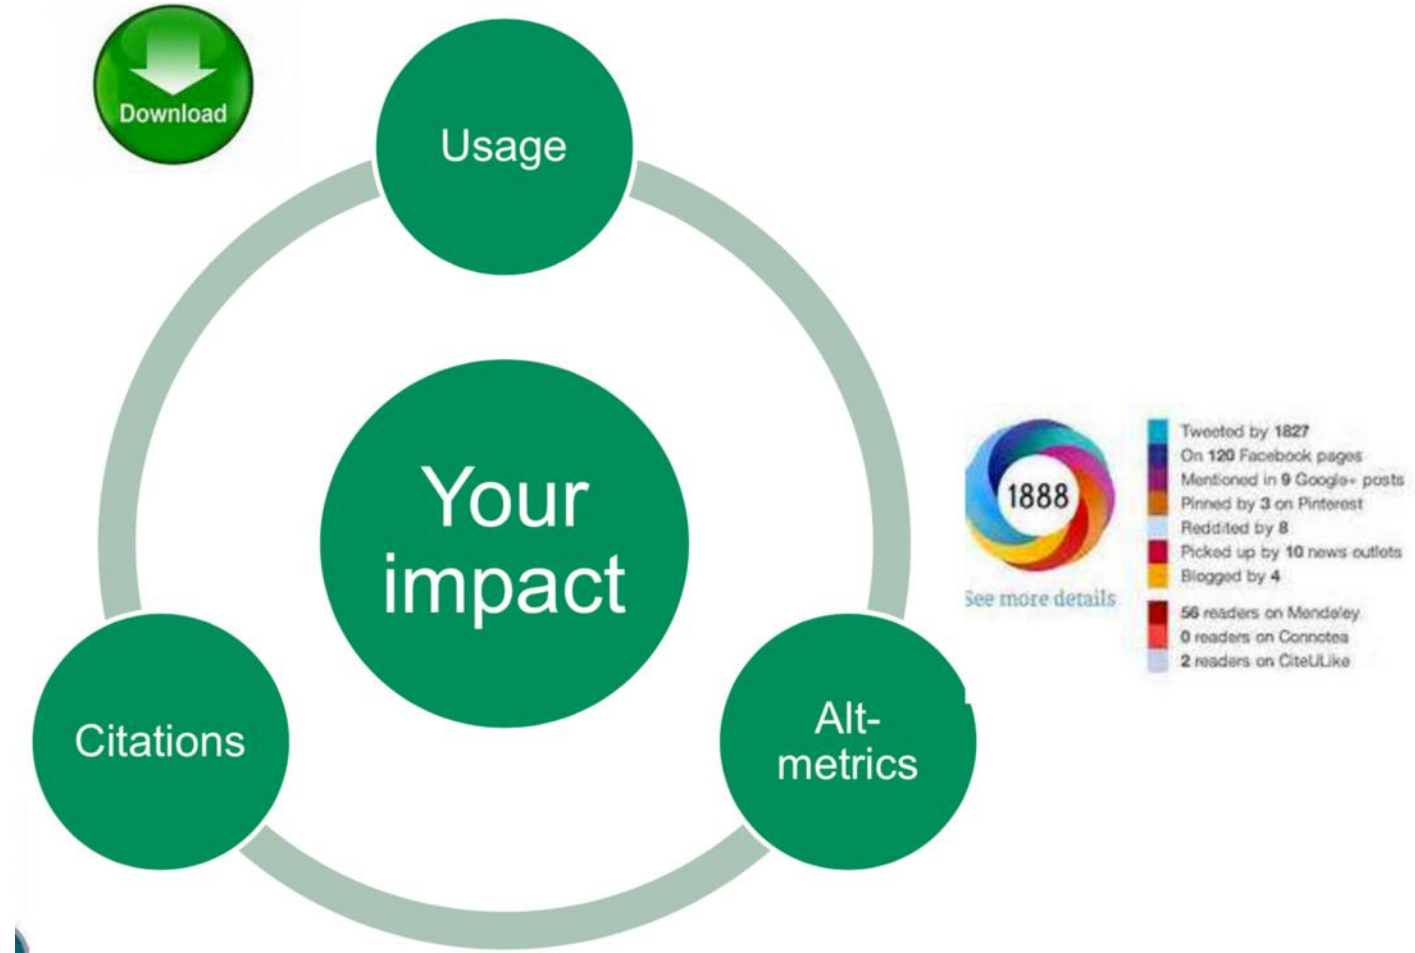 Download
Usage
Your
impact
Citations
Alt-
metrics
1888
See more details
Tweeted by 1827
On 120 Facebook pages
Mentioned in 9 Google+ posts
Pinned by 3 on Pinterest
Reddited by 8
Picked up by 10 news outlets
Blogged by 4
56 readers on Mendeley
0 readers on Connotea
2 readers on CiteULike